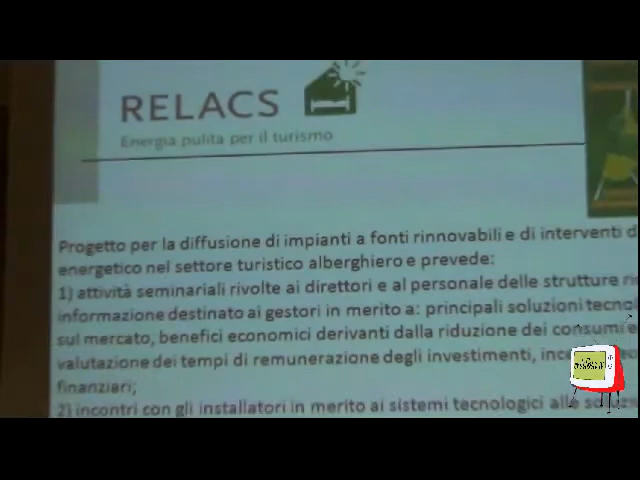 RELACS
Energia pulita per il turismo
Progetto per la diffusione di impianti a fonti rinnovabili e di interventi d
energetico nel settore turistico alberghiero e prevede:
1) attività seminariali rivolte ai direttori e al personale delle strutture ri
informazione destinato ai gestori in merito a: principali soluzioni tecno
sul mercato, benefici economici derivanti dalla riduzione dei consumi e
valutazione dei tempi di remunerazione degli investimenti,
finanziari;
2) incontri con gli installatori in merito ai sistemi tecnologici alle